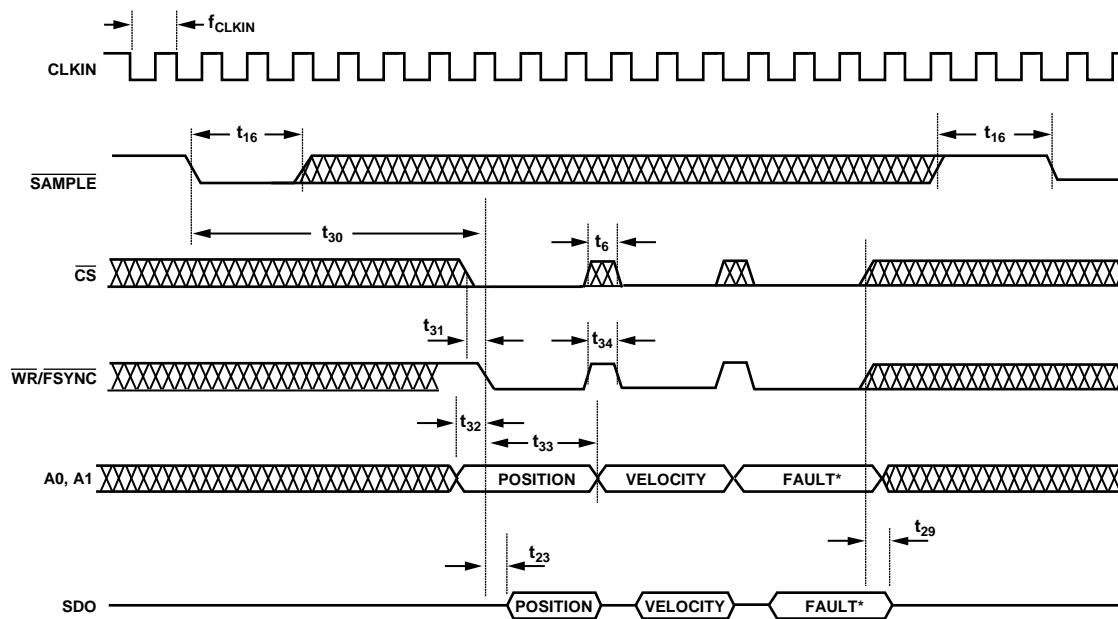 f_CLKIN
CLKIN
t16 t16
SAMPLE
t30
t6
CS
t31 t34
WR/FSYNC
t32 t33
A0, A1 POSITION VELOCITY FAULT*
t29
t23
SDO POSITION VELOCITY FAULT*